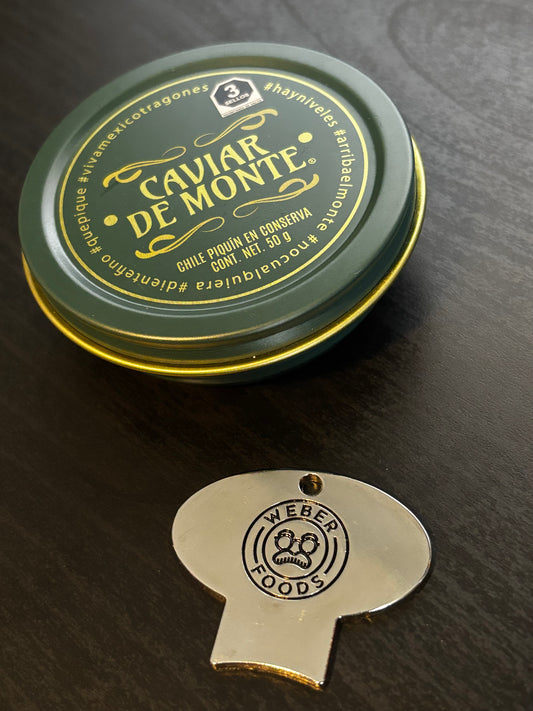 3
SELLOS
CAVIAR
DE MONTE®
CHILE PIQUÍN EN CONSERVA
CONT. NET. 50 g
#quepique #vivamexicotragones
#hayniveles #arribaelmonte
#nocualquiera #dientefino
WEBER
FOODS